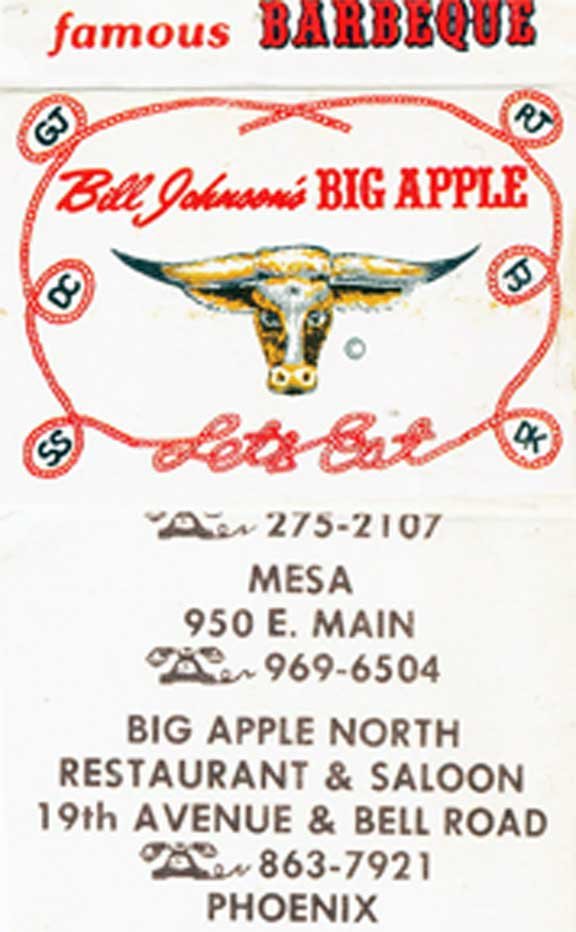 famous BARBEQUE
GJ RJ
Bill Johnson's BIG APPLE
DC JJ
©
SS DK
Let's Eat
275-2107
MESA
950 E. MAIN
969-6504
BIG APPLE NORTH
RESTAURANT & SALOON
19th AVENUE & BELL ROAD
863-7921
PHOENIX